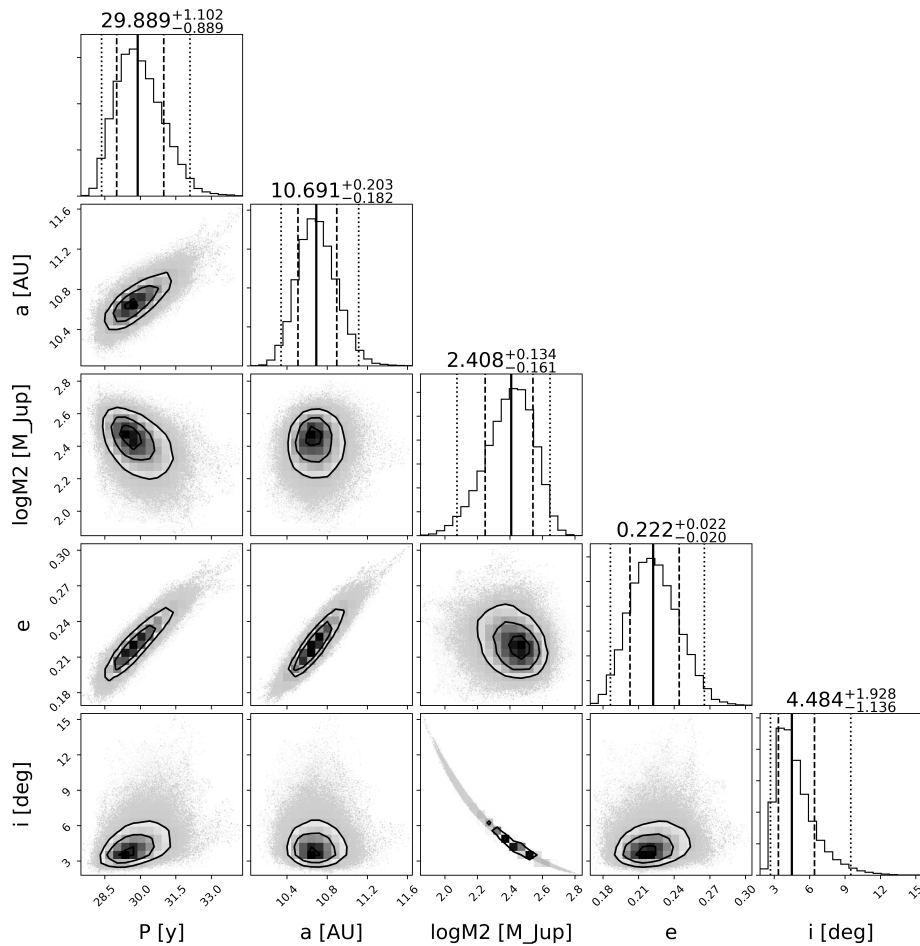 29.889+1.102−0.889
10.691+0.203−0.182
11.6
11.2
10.8
10.4
a [AU]
2.408+0.134−0.161
2.8
2.6
2.4
2.2
2.0
logM2 [M_Jup]
0.222+0.022−0.020
0.30
0.27
0.24
0.21
0.18
e
4.484+1.928−1.136
15
12
9
6
3
i [deg]
28.5 30.0 31.5 33.0
10.4 10.8 11.2 11.6
2.0 2.2 2.4 2.6 2.8
0.18 0.21 0.24 0.27 0.30
3 6 9 12 15
P [y] a [AU] logM2 [M_Jup] e i [deg]